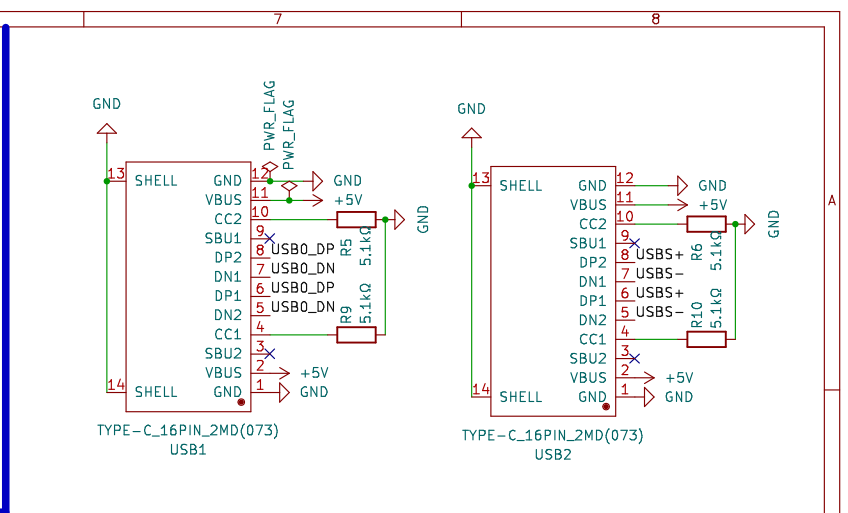 7
8
A
GND
PWR_FLAG
PWR_FLAG
13 SHELL GND 12 GND
VBUS 11 +5V
CC2 10 GND
SBU1 9 R5 5.1kΩ
DP2 8 USB0_DP
DN1 7 USB0_DN
DP1 6 USB0_DP
DN2 5 USB0_DN
CC1 4 R9 5.1kΩ
SBU2 3
VBUS 2 +5V
14 SHELL GND 1 GND
TYPE-C_16PIN_2MD(073)
USB1
GND
13 SHELL GND 12 GND
VBUS 11 +5V
CC2 10 GND
SBU1 9 R6 5.1kΩ
DP2 8 USBS+
DN1 7 USBS-
DP1 6 USBS+
DN2 5 USBS-
CC1 4 R10 5.1kΩ
SBU2 3
VBUS 2 +5V
14 SHELL GND 1 GND
TYPE-C_16PIN_2MD(073)
USB2